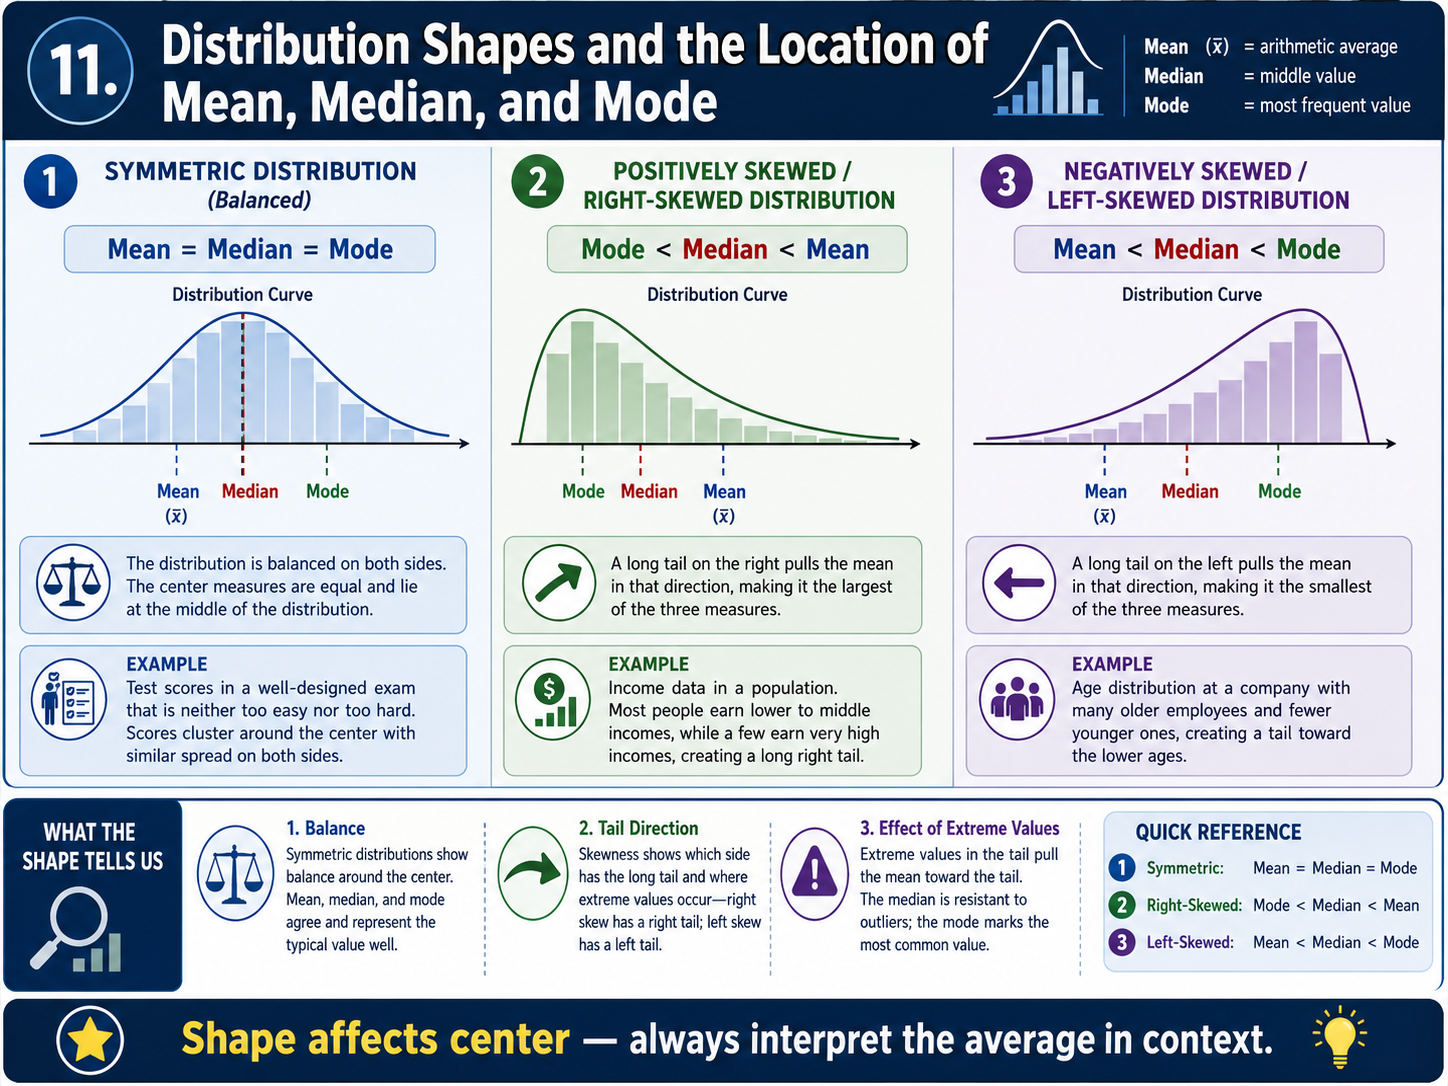 11.
Distribution Shapes and the Location of
Mean, Median, and Mode
Mean (x̄) = arithmetic average
Median = middle value
Mode = most frequent value
1
SYMMETRIC DISTRIBUTION
(Balanced)
Mean = Median = Mode
Distribution Curve
Mean Median Mode
(x̄)
The distribution is balanced on both sides.
The center measures are equal and lie
at the middle of the distribution.
EXAMPLE
Test scores in a well-designed exam
that is neither too easy nor too hard.
Scores cluster around the center with
similar spread on both sides.
2
POSITIVELY SKEWED /
RIGHT-SKEWED DISTRIBUTION
Mode < Median < Mean
Distribution Curve
Mode Median Mean
(x̄)
A long tail on the right pulls the mean
in that direction, making it the largest
of the three measures.
$
EXAMPLE
Income data in a population.
Most people earn lower to middle
incomes, while a few earn very high
incomes, creating a long right tail.
3
NEGATIVELY SKEWED /
LEFT-SKEWED DISTRIBUTION
Mean < Median < Mode
Distribution Curve
Mean Median Mode
(x̄)
A long tail on the left pulls the mean
in that direction, making it the smallest
of the three measures.
EXAMPLE
Age distribution at a company with
many older employees and fewer
younger ones, creating a tail toward
the lower ages.
WHAT THE
SHAPE TELLS US
1. Balance
Symmetric distributions show
balance around the center.
Mean, median, and mode
agree and represent the
typical value well.
2. Tail Direction
Skewness shows which side
has the long tail and where
extreme values occur—right
skew has a right tail; left skew
has a left tail.
3. Effect of Extreme Values
Extreme values in the tail pull
the mean toward the tail.
The median is resistant to
outliers; the mode marks the
most common value.
QUICK REFERENCE
1 Symmetric: Mean = Median = Mode
2 Right-Skewed: Mode < Median < Mean
3 Left-Skewed: Mean < Median < Mode
Shape affects center — always interpret the average in context.